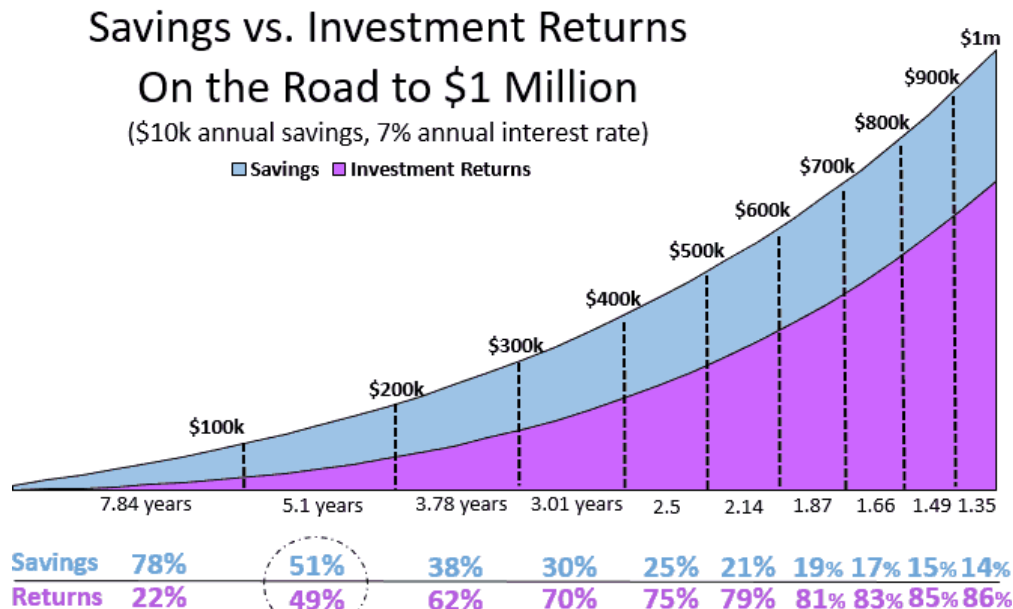 Savings vs. Investment Returns
On the Road to $1 Million
($10k annual savings, 7% annual interest rate)
Savings Investment Returns
$1m
$900k
$800k
$700k
$600k
$500k
$400k
$300k
$200k
$100k
7.84 years 5.1 years 3.78 years 3.01 years 2.5 2.14 1.87 1.66 1.49 1.35
Savings 78% 51% 38% 30% 25% 21% 19% 17% 15% 14%
Returns 22% 49% 62% 70% 75% 79% 81% 83% 85% 86%